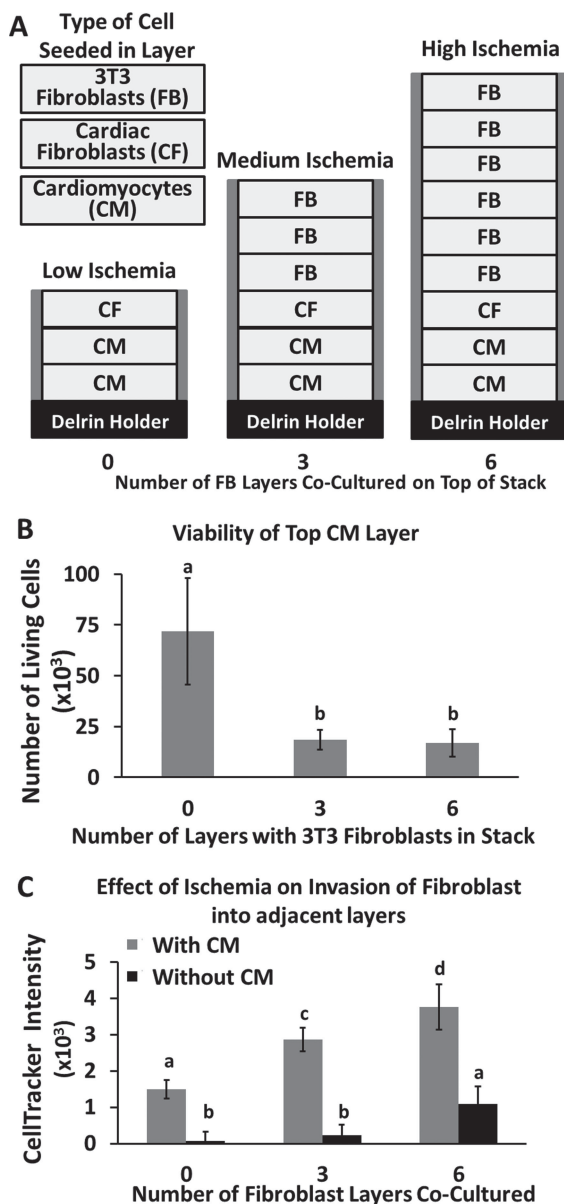 A
Type of Cell
Seeded in Layer
3T3
Fibroblasts (FB)
Cardiac
Fibroblasts (CF)
Cardiomyocytes
(CM)
Low Ischemia
CF
CM
CM
Delrin Holder
0
Medium Ischemia
FB
FB
FB
CF
CM
CM
Delrin Holder
3
High Ischemia
FB
FB
FB
FB
FB
FB
CF
CM
CM
Delrin Holder
6
Number of FB Layers Co-Cultured on Top of Stack
B
Viability of Top CM Layer
Number of Living Cells
(x10³)
100
75
50
25
0
a
b
b
0 3 6
Number of Layers with 3T3 Fibroblasts in Stack
C
Effect of Ischemia on Invasion of Fibroblast
into adjacent layers
With CM
Without CM
CellTracker Intensity
(x10³)
5
4
3
2
1
0
a
b
c
b
d
a
0 3 6
Number of Fibroblast Layers Co-Cultured